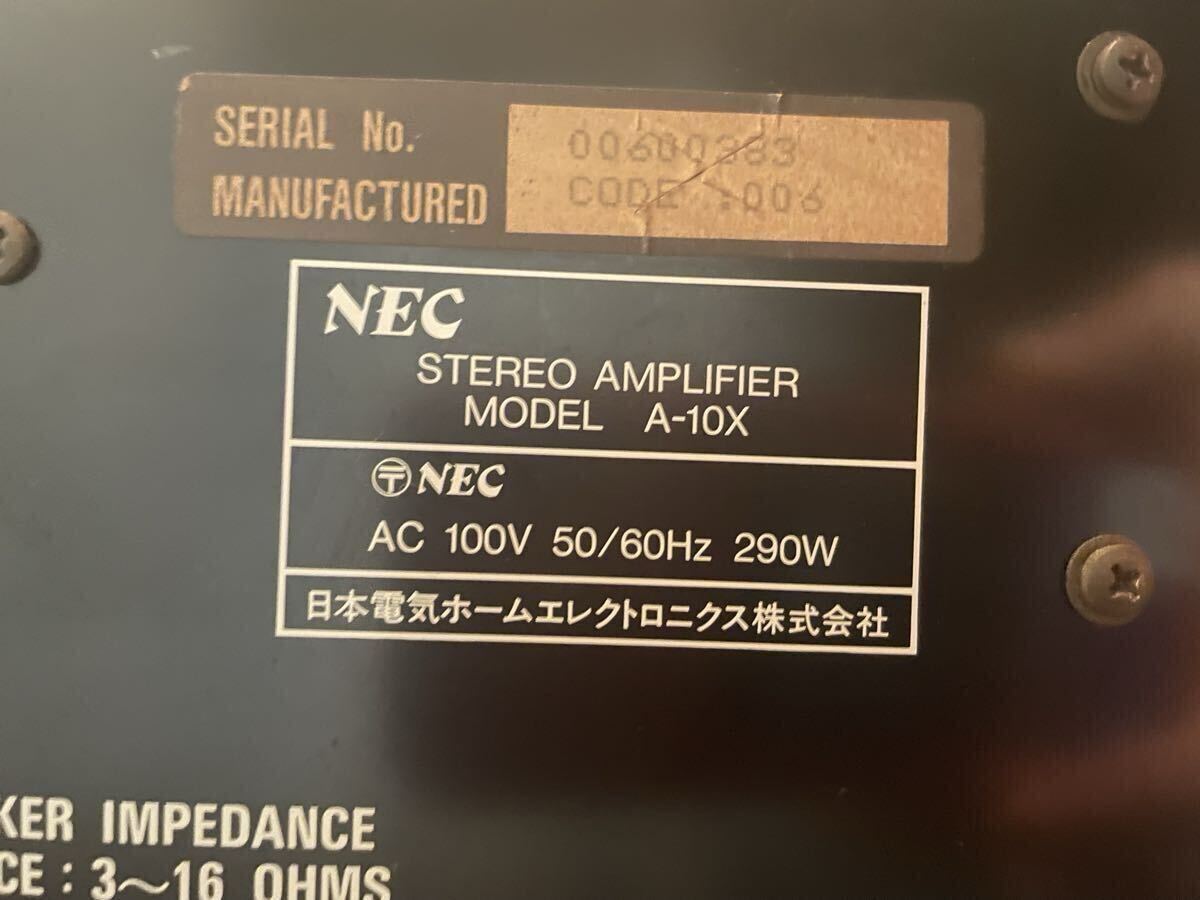 SERIAL No. 00600383
MANUFACTURED CODE :006
NEC
STEREO AMPLIFIER
MODEL A-10X
〶 NEC
AC 100V 50/60Hz 290W
日本電気ホームエレクトロニクス株式会社
KER IMPEDANCE
CE : 3～16 OHMS